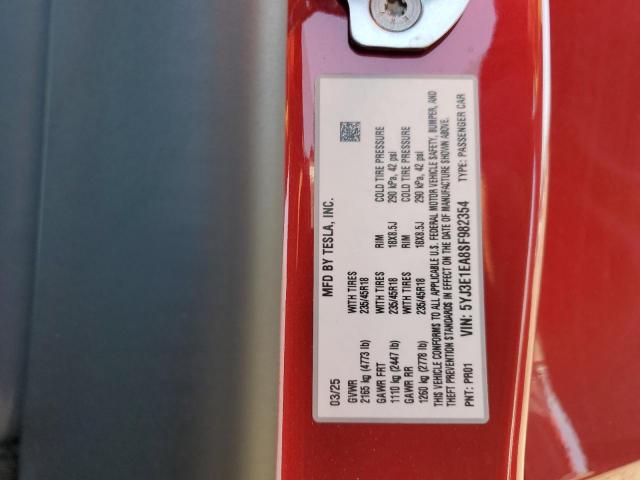 MFD BY TESLA, INC.
03/25
GVWR WITH TIRES RIM COLD TIRE PRESSURE
2165 kg (4773 lb) 235/45R18 18X8.5J 290 kPa, 42 psi
GAWR FRT WITH TIRES RIM COLD TIRE PRESSURE
1110 kg (2447 lb) 235/45R18 18X8.5J 290 kPa, 42 psi
GAWR RR
1260 kg (2778 lb)
THIS VEHICLE CONFORMS TO ALL APPLICABLE U.S. FEDERAL MOTOR VEHICLE SAFETY, BUMPER, AND
THEFT PREVENTION STANDARDS IN EFFECT ON THE DATE OF MANUFACTURE SHOWN ABOVE.
PNT: PR01 VIN: 5YJ3E1EA8SF982354 TYPE: PASSENGER CAR